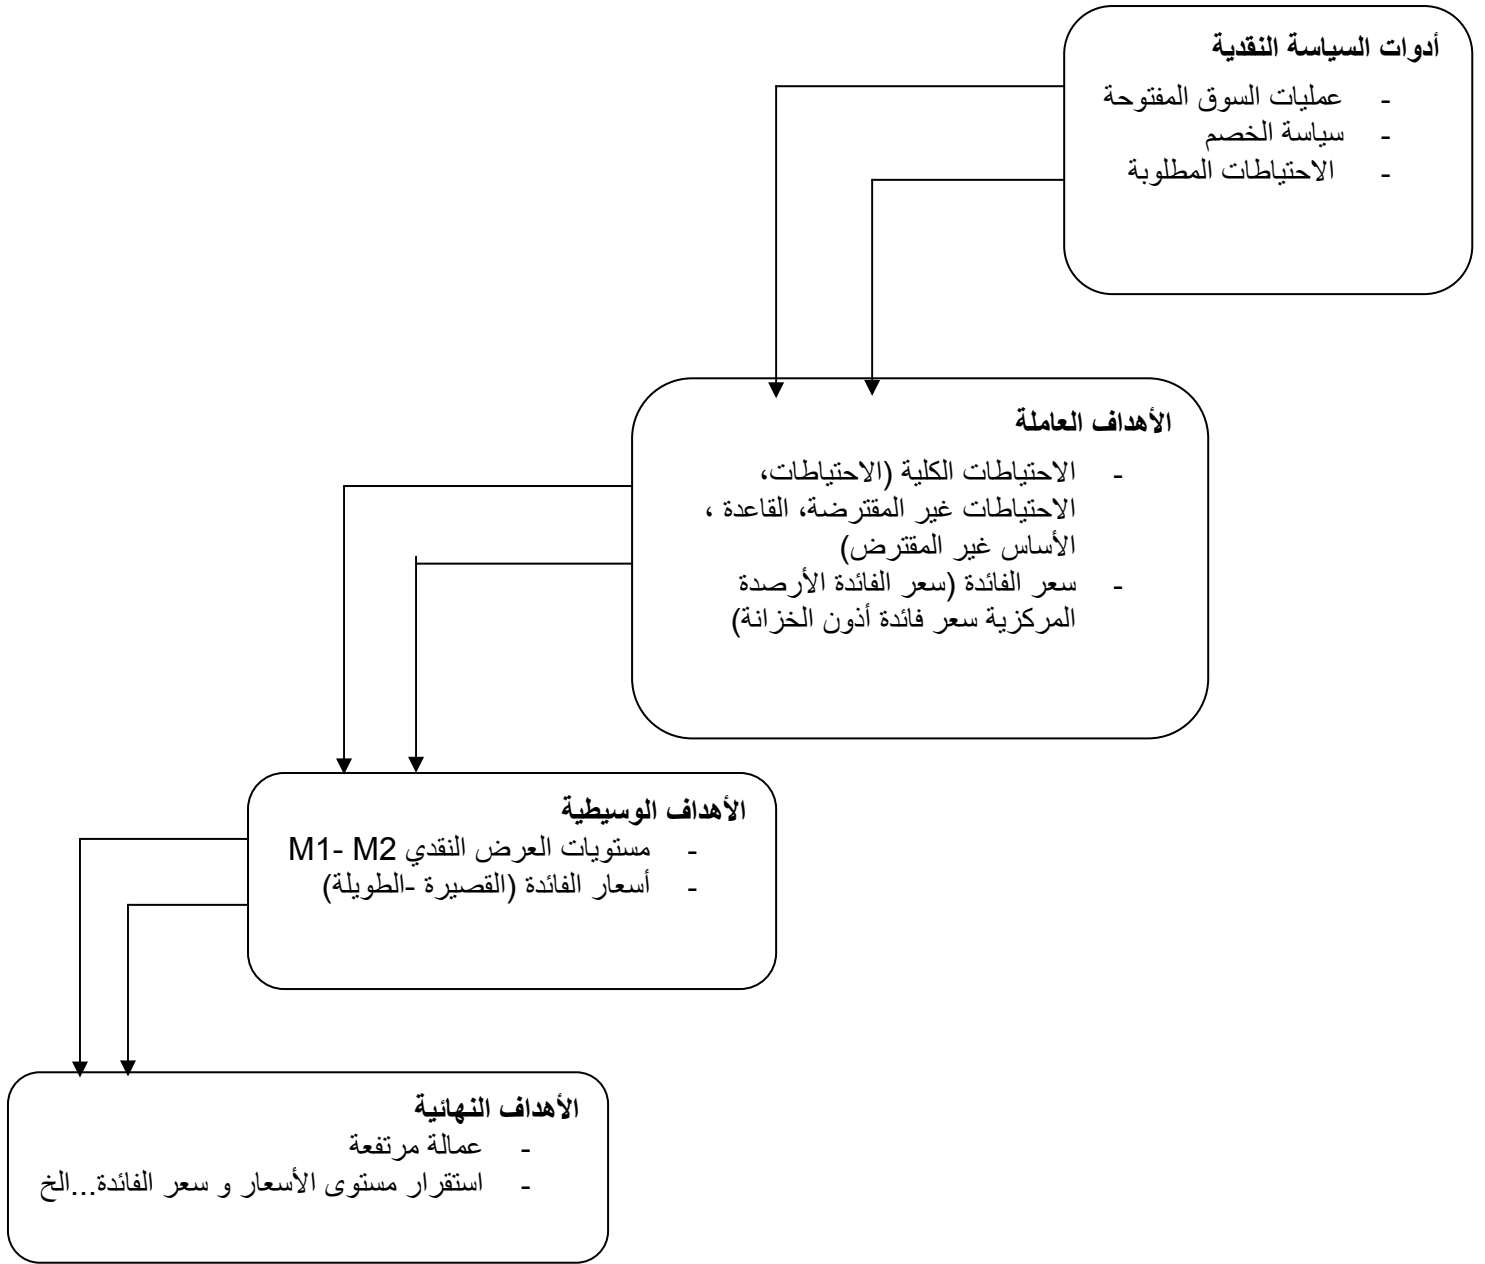 أدوات السياسة النقدية
- عمليات السوق المفتوحة
- سياسة الخصم
- الاحتياطات المطلوبة
الأهداف العاملة
- الاحتياطات الكلية (الاحتياطات،
الاحتياطات غير المقترضة، القاعدة ،
الأساس غير المقترض)
- سعر الفائدة (سعر الفائدة الأرصدة
المركزية سعر فائدة أذون الخزانة)
الأهداف الوسيطية
- مستويات العرض النقدي M1- M2
- أسعار الفائدة (القصيرة -الطويلة)
الأهداف النهائية
- عمالة مرتفعة
- استقرار مستوى الأسعار و سعر الفائدة...الخ